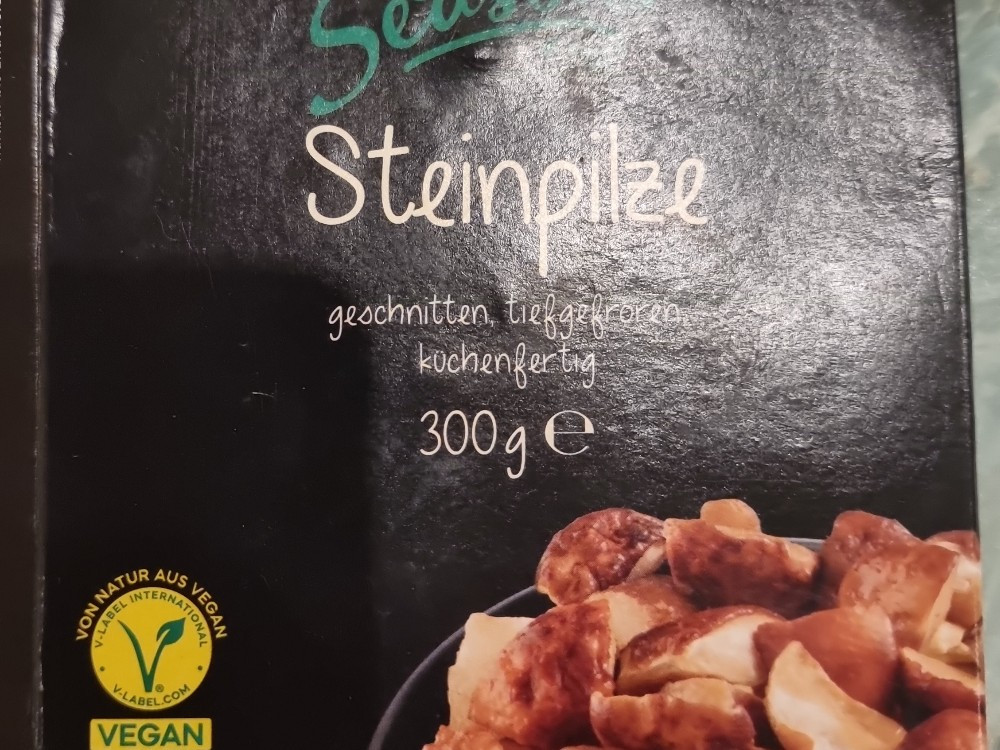 Steinpilze
geschnitten, tiefgefroren,
küchenfertig
300g ℮
VON NATUR AUS VEGAN
V-LABEL INTERNATIONAL
V-LABEL.COM
VEGAN